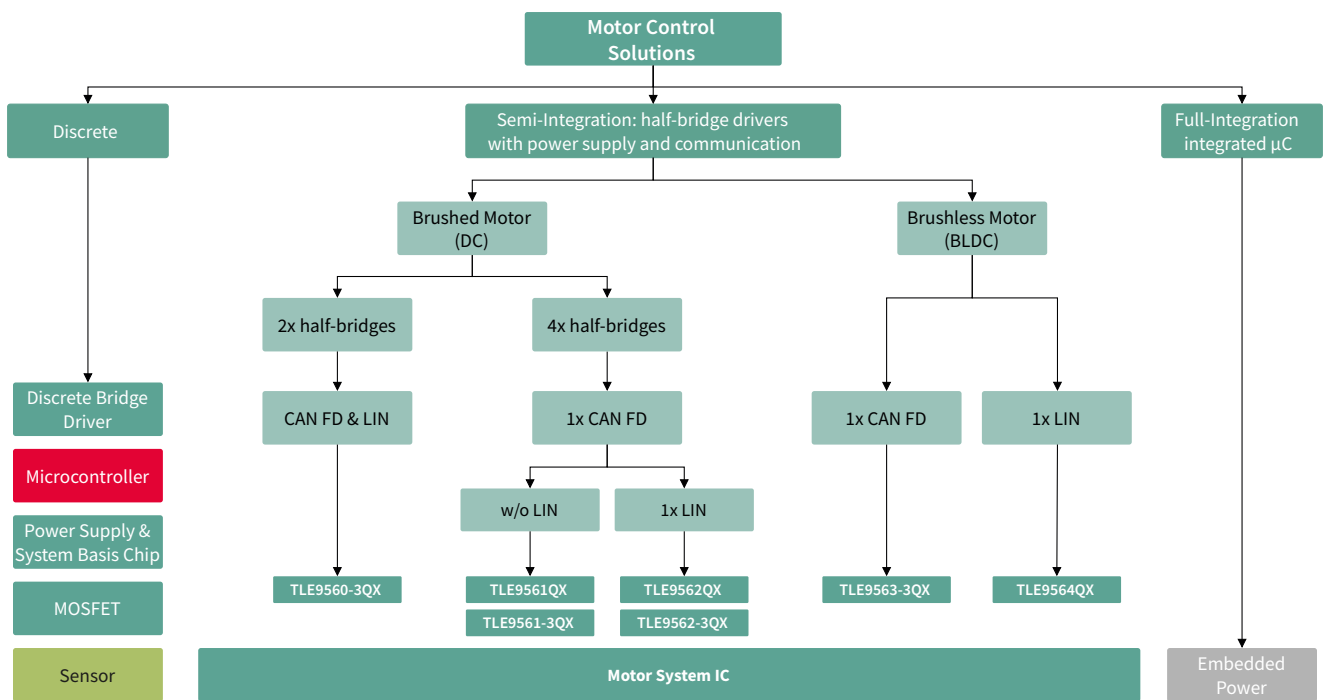 Motor Control
Solutions
Discrete
Semi-Integration: half-bridge drivers
with power supply and communication
Full-Integration
integrated µC
Brushed Motor
(DC)
Brushless Motor
(BLDC)
2x half-bridges
4x half-bridges
Discrete Bridge
Driver
CAN FD & LIN
1x CAN FD
1x CAN FD
1x LIN
Microcontroller
w/o LIN
1x LIN
Power Supply &
System Basis Chip
MOSFET
TLE9560-3QX
TLE9561QX
TLE9562QX
TLE9563-3QX
TLE9564QX
TLE9561-3QX
TLE9562-3QX
Sensor
Motor System IC
Embedded
Power